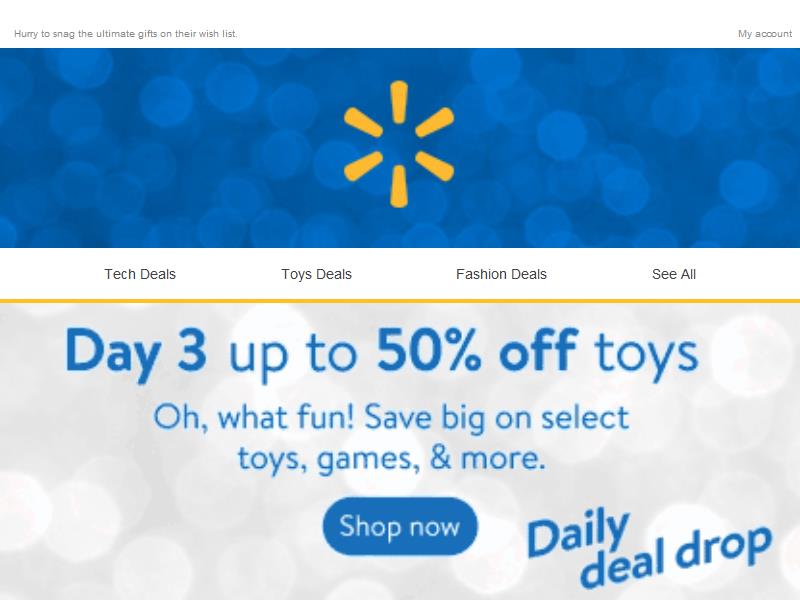 Hurry to snag the ultimate gifts on their wish list.
My account
Tech Deals
Toys Deals
Fashion Deals
See All
Day 3 up to 50% off toys
Oh, what fun! Save big on select
toys, games, & more.
Shop now
Daily
deal drop